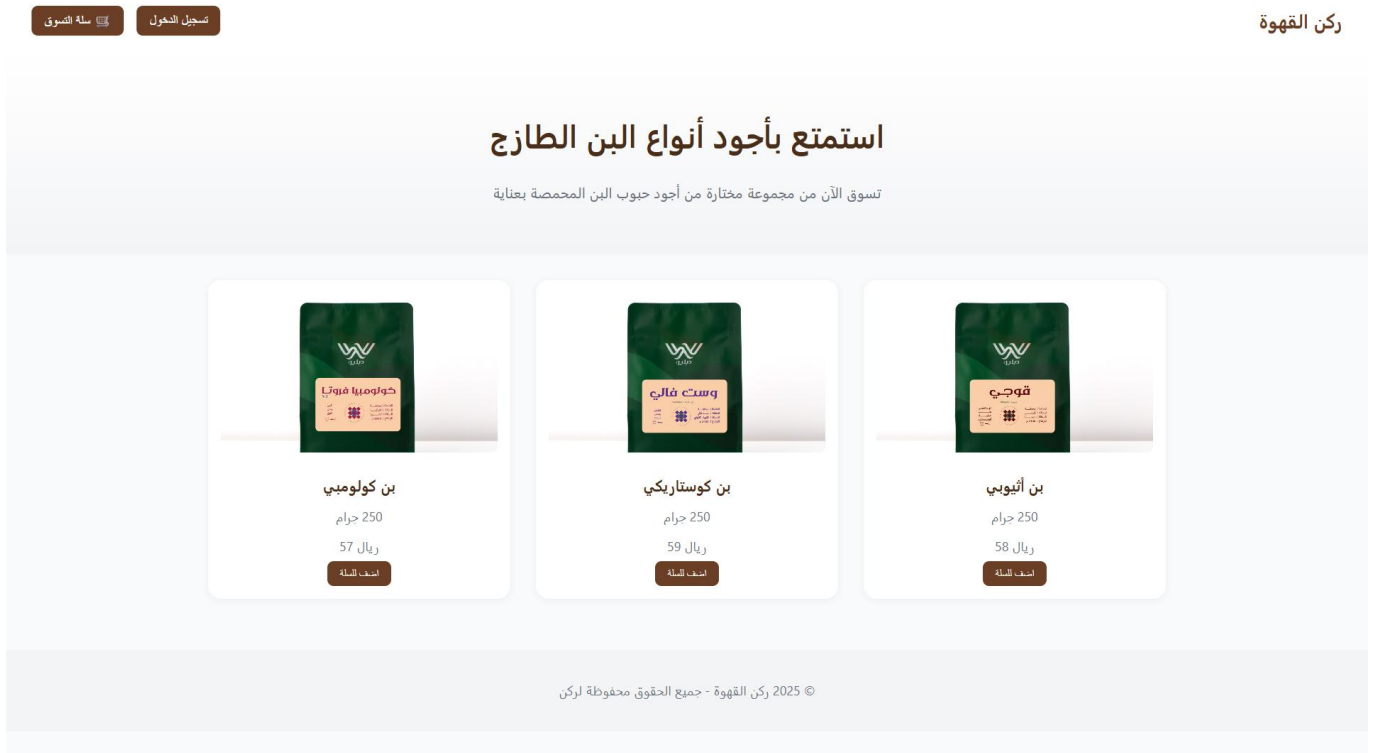 ركن القهوة
تسجيل الدخول
🛒 سلة التسوق
استمتع بأجود أنواع البن الطازج
تسوق الآن من مجموعة مختارة من أجود حبوب البن المحمصة بعناية
قوجي
وست فالي
كولومبيا فروتا
بن أثيوبي
250 جرام
58 ريال
اضف للسلة
بن كوستاريكي
250 جرام
59 ريال
اضف للسلة
بن كولومبي
250 جرام
57 ريال
اضف للسلة
© 2025 ركن القهوة - جميع الحقوق محفوظة لركن